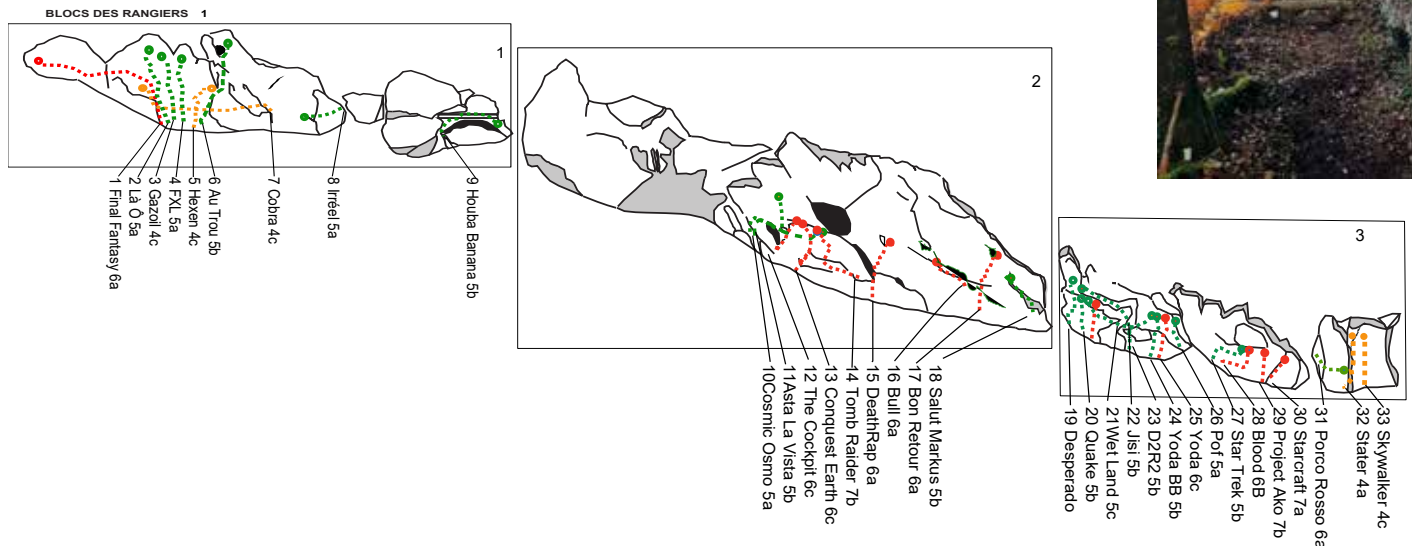 BLOCS DES RANGIERS 1
1
1 Final Fantasy 6a
2 Là Ô 5a
3 Gazoil 4c
4 FXL 5a
5 Hexen 4c
6 Au Trou 5b
7 Cobra 4c
8 Irréel 5a
9 Houba Banana 5b
2
10Cosmic Osmo 5a
11Asta La Vista 5b
12 The Cockpit 6c
13 Conquest Earth 6c
14 Tomb Raider 7b
15 DeathRap 6a
16 Bull 6a
17 Bon Retour 6a
18 Salut Markus 5b
3
19 Desperado
20 Quake 5b
21Wet Land 5c
22 Jisi 5b
23 D2R2 5b
24 Yoda BB 5b
25 Yoda 6c
26 Pof 5a
27 Star Trek 5b
28 Blood 6B
29 Project Ako 7b
30 Starcraft 7a
31 Porco Rosso 6a
32 Stater 4a
33 Skywalker 4c